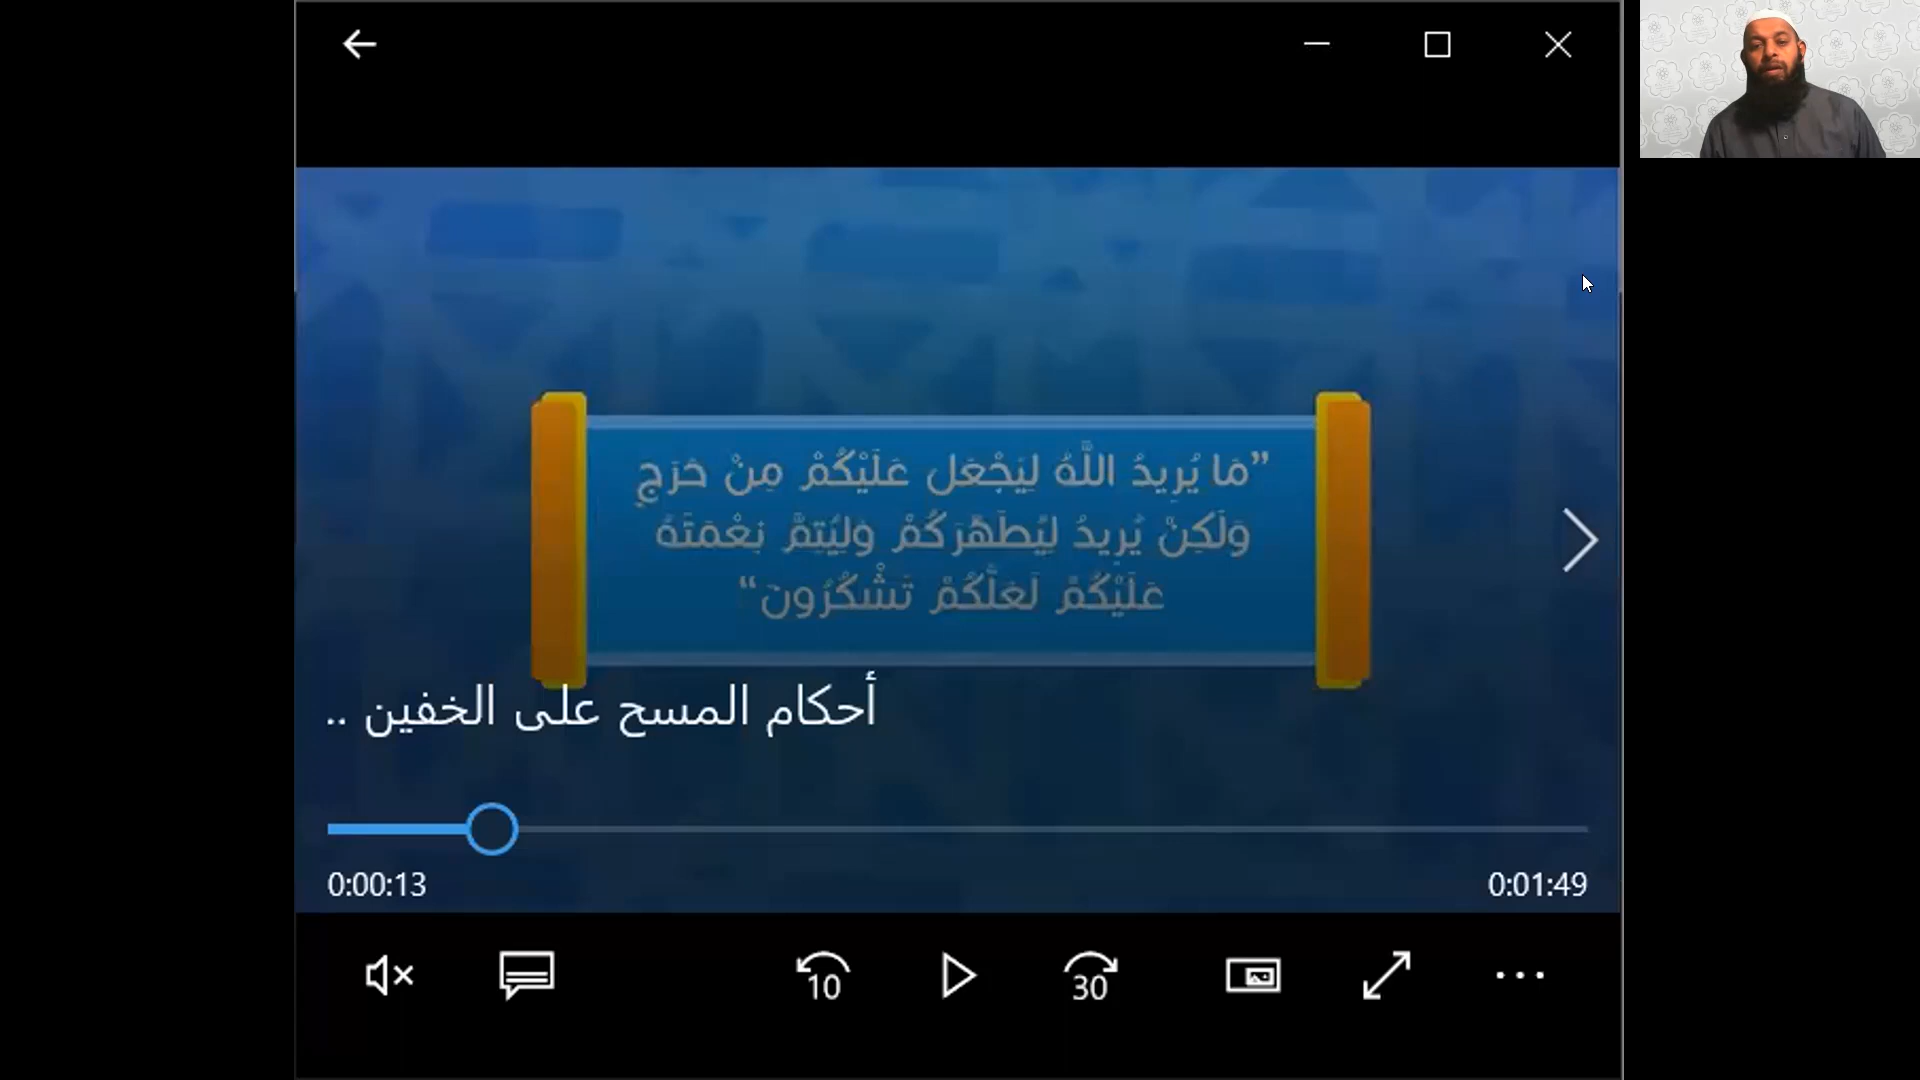 ”مَا يُرِيدُ اللَّهُ لِيَجْعَل عَلَيْكُمْ مِنْ حَرَجٍ
وَلَكِنْ يُرِيدُ لِيُطَهِّرَكُمْ وَلِيُتِمَّ نِعْمَتَهُ
عَلَيْكُمْ لَعَلَّكُمْ تَشْكُرُونَ“
أحكام المسح على الخفين ..
0:00:13
0:01:49
10
30